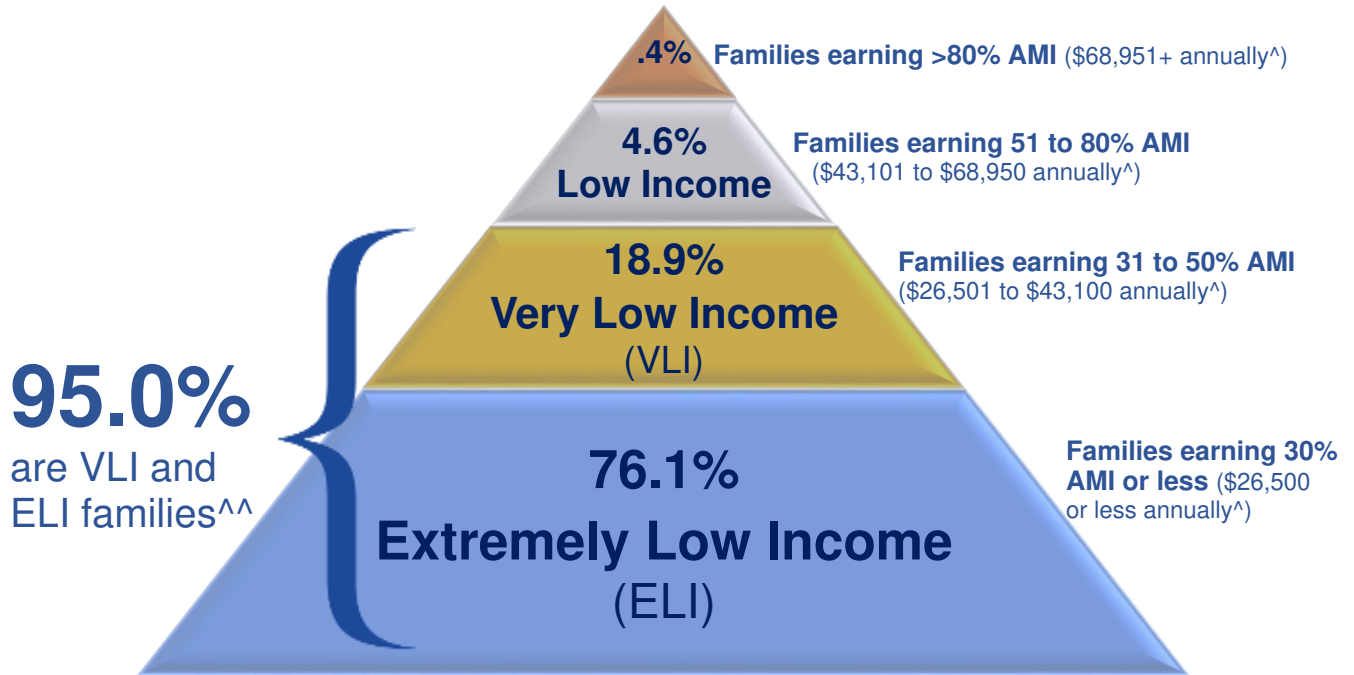 .4%
Families earning >80% AMI ($68,951+ annually^)
4.6%
Low Income
Families earning 51 to 80% AMI
($43,101 to $68,950 annually^)
18.9%
Very Low Income
(VLI)
Families earning 31 to 50% AMI
($26,501 to $43,100 annually^)
95.0%
are VLI and
ELI families^^
76.1%
Extremely Low Income
(ELI)
Families earning 30%
AMI or less ($26,500
or less annually^)